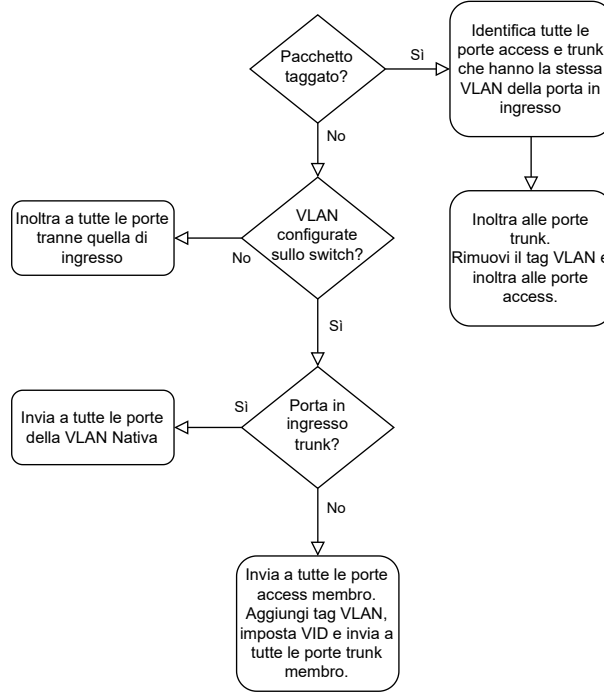 Pacchetto
taggato?
Sì
Identifica tutte le
porte access e trunk
che hanno la stessa
VLAN della porta in
ingresso
No
Inoltra alle porte
trunk.
Rimuovi il tag VLAN e
inoltra alle porte
access.
VLAN
configurate
sullo switch?
No
Inoltra a tutte le porte
tranne quella di
ingresso
Sì
Porta in
ingresso
trunk?
Sì
Invia a tutte le porte
della VLAN Nativa
No
Invia a tutte le porte
access membro.
Aggiungi tag VLAN,
imposta VID e invia a
tutte le porte trunk
membro.